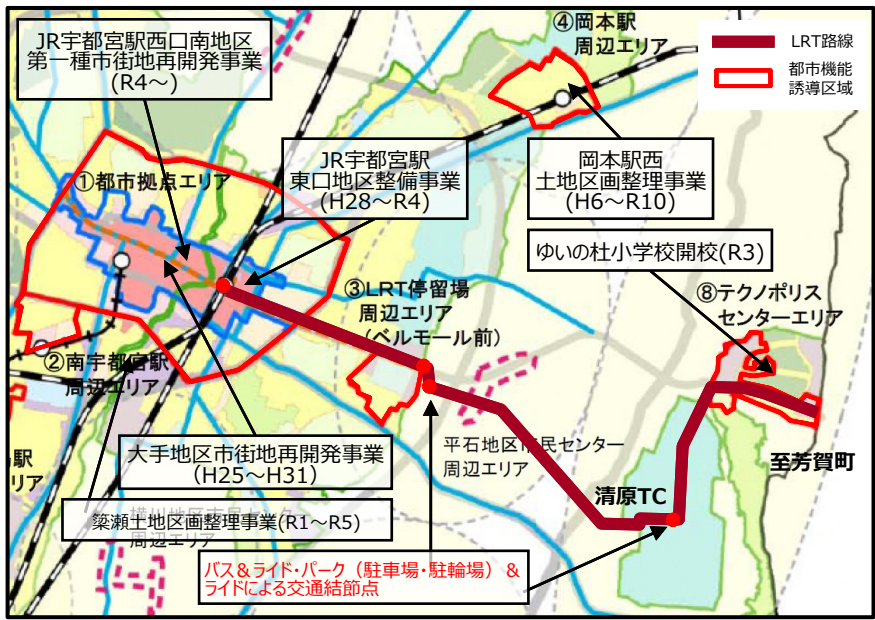 JR宇都宮駅西口南地区
第一種市街地再開発事業
(R4～)
④岡本駅
周辺エリア
LRT路線
都市機能
誘導区域
JR宇都宮駅
東口地区整備事業
(H28～R4)
岡本駅西
土地区画整理事業
(H6～R10)
①都市拠点エリア
ゆいの杜小学校開校(R3)
③LRT停留場
周辺エリア
(ベルモール前)
⑧テクノポリス
センターエリア
②南宇都宮駅
周辺エリア
大手地区市街地再開発事業
(H25～H31)
平石地区市民センター
周辺エリア
至芳賀町
駅
リア
清原TC
簗瀬土地区画整理事業(R1～R5)
周辺エリア
バス＆ライド・パーク（駐車場・駐輪場）＆
ライドによる交通結節点